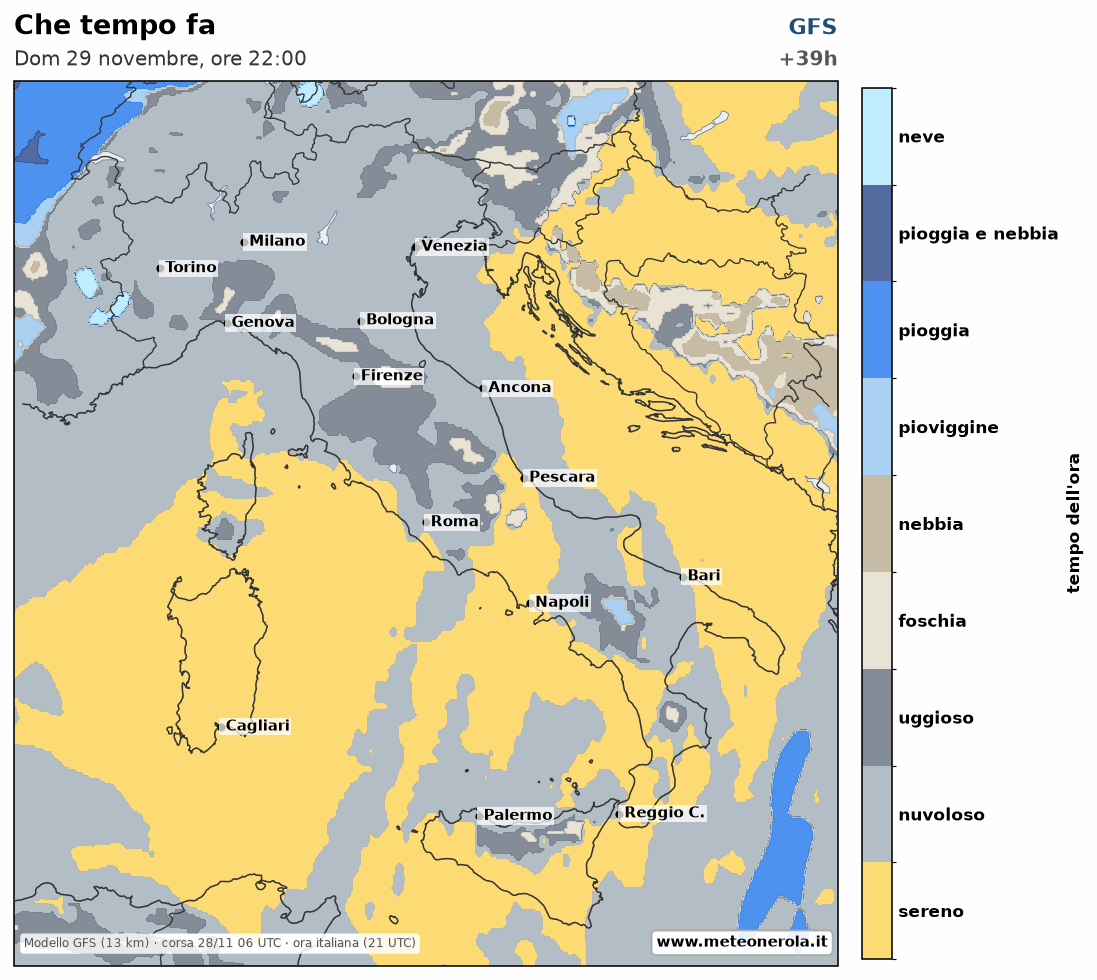 Che tempo fa
GFS
Dom 29 novembre, ore 22:00
+39h
neve
pioggia e nebbia
pioggia
pioviggine
nebbia
foschia
uggioso
nuvoloso
sereno
tempo dell'ora
Milano
Venezia
Torino
Genova
Bologna
Firenze
Ancona
Pescara
Roma
Bari
Napoli
Cagliari
Palermo
Reggio C.
Modello GFS (13 km) · corsa 28/11 06 UTC · ora italiana (21 UTC)
www.meteonerola.it